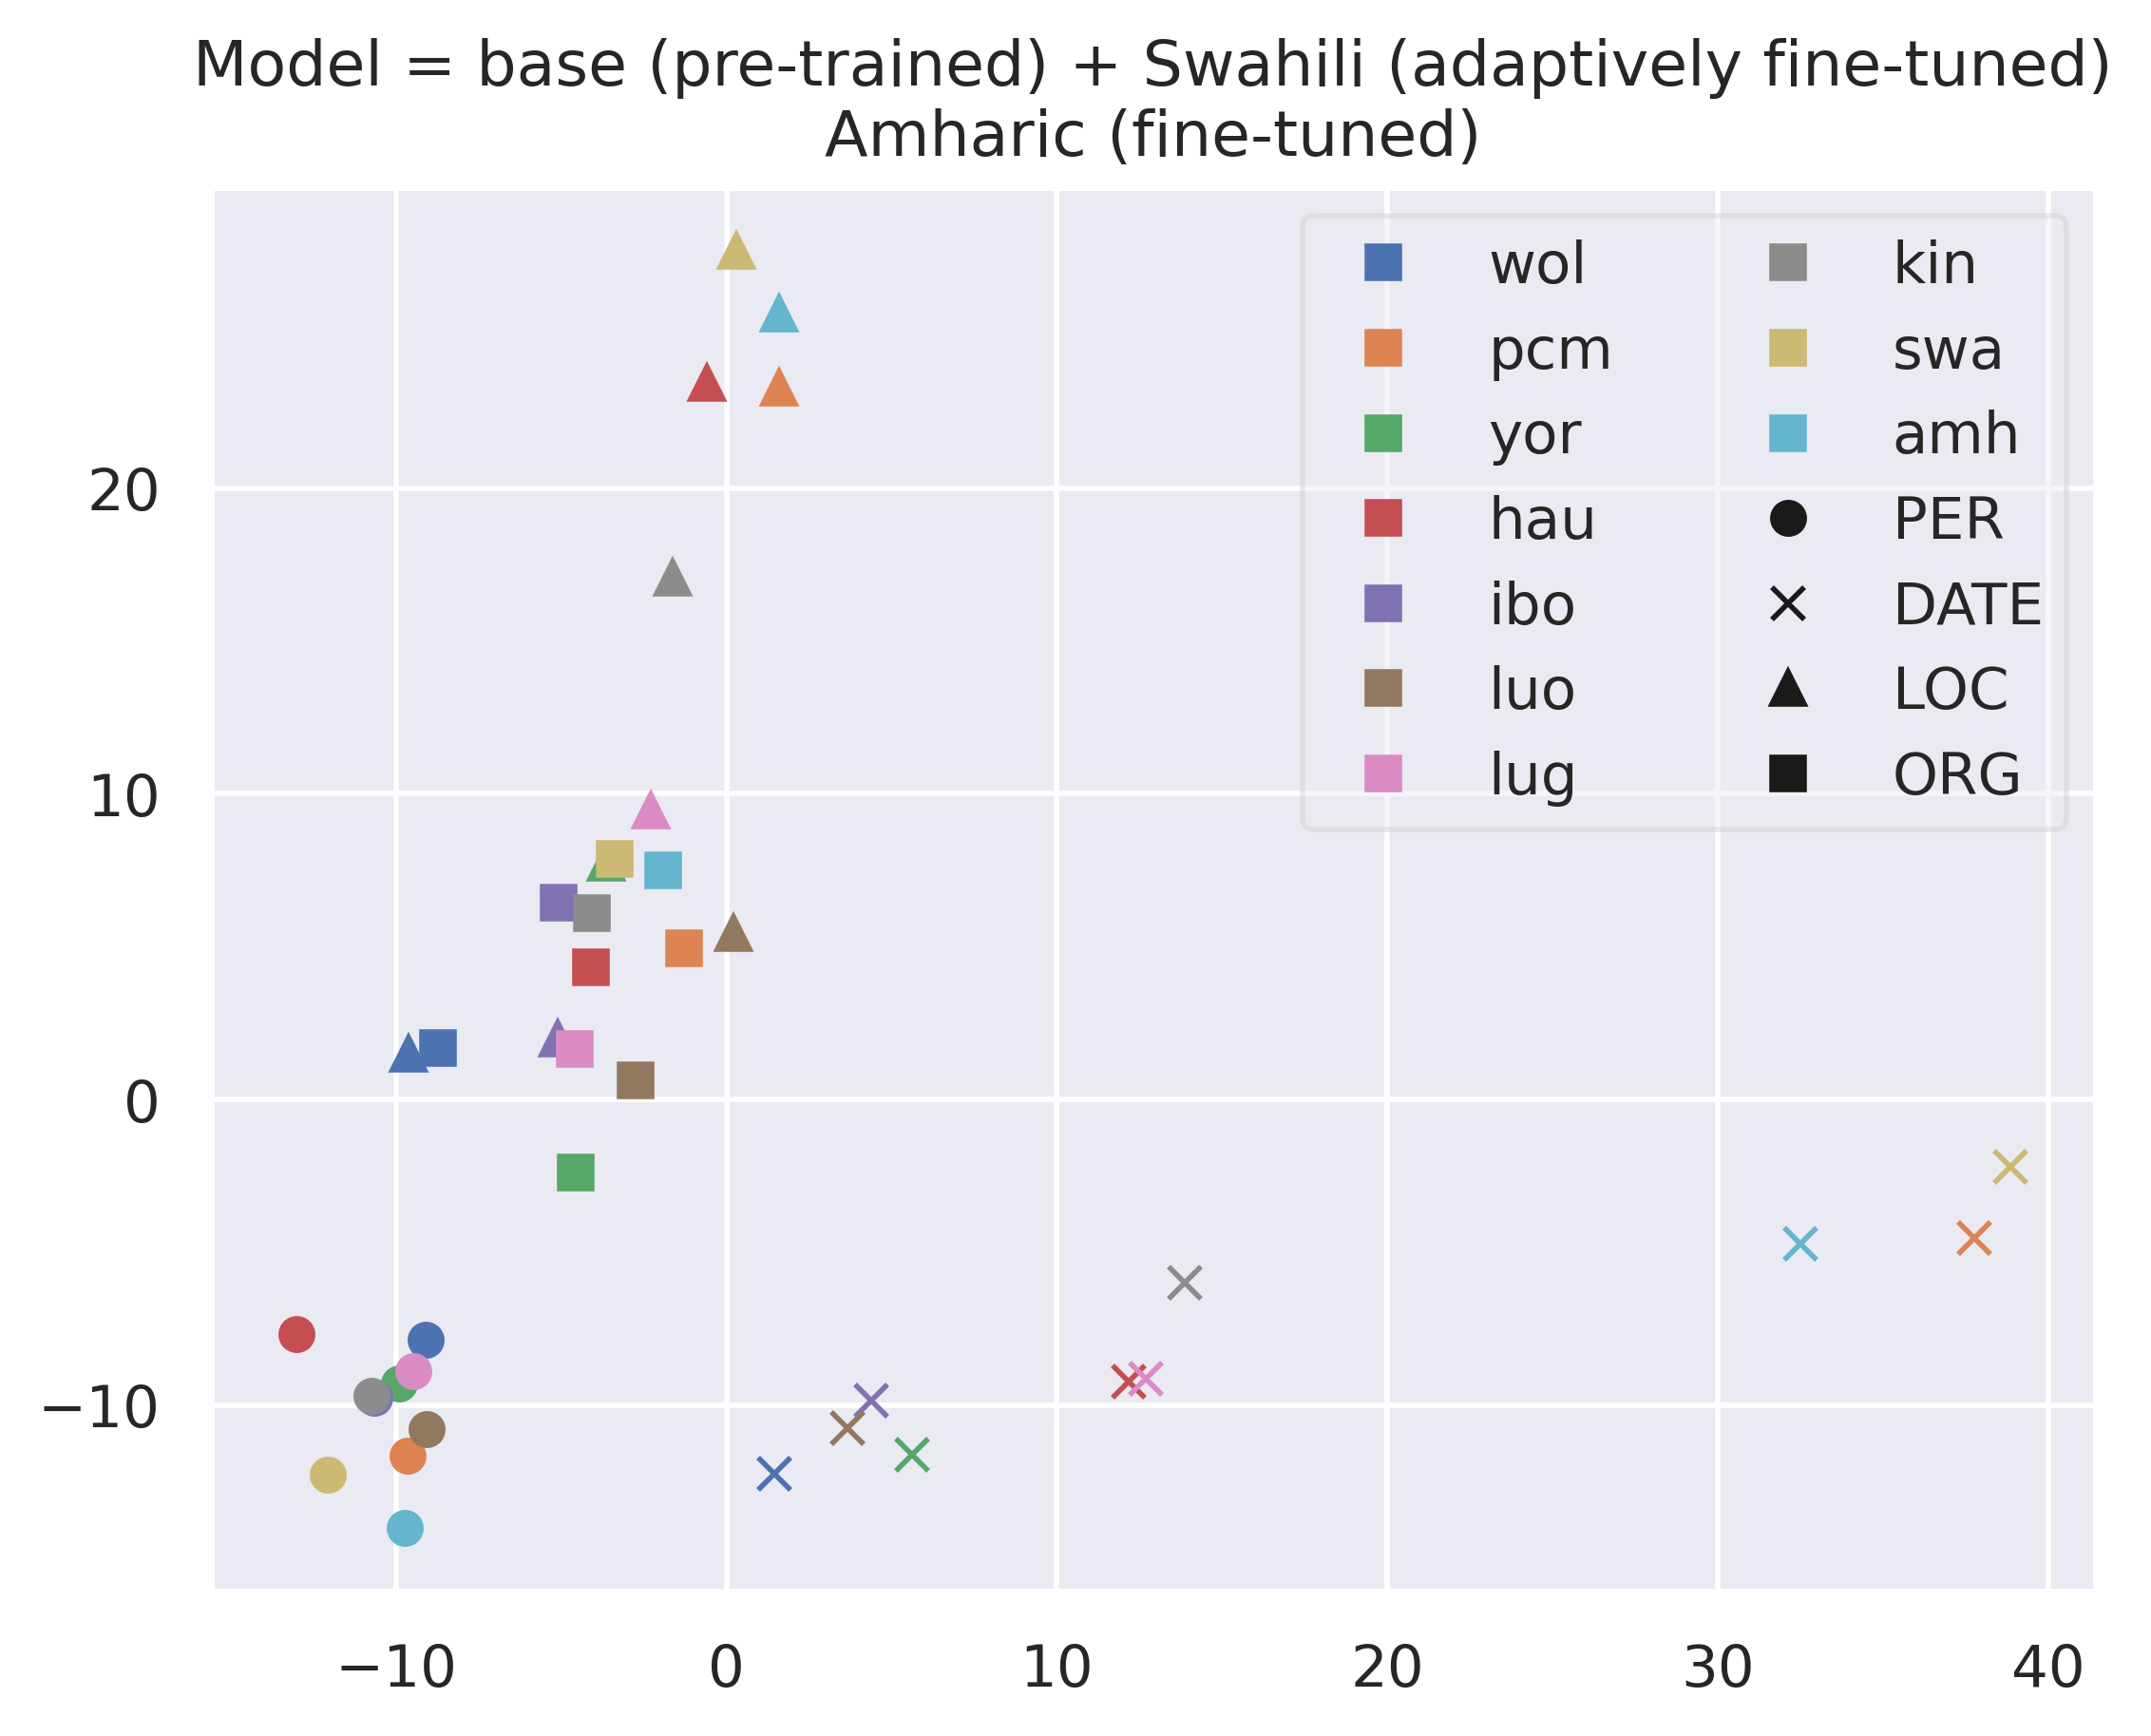 Model = base (pre-trained) + Swahili (adaptively fine-tuned)
Amharic (fine-tuned)
wol
pcm
yor
hau
ibo
luo
lug
kin
swa
amh
PER
DATE
LOC
ORG
20
10
0
−10
−10
0
10
20
30
40